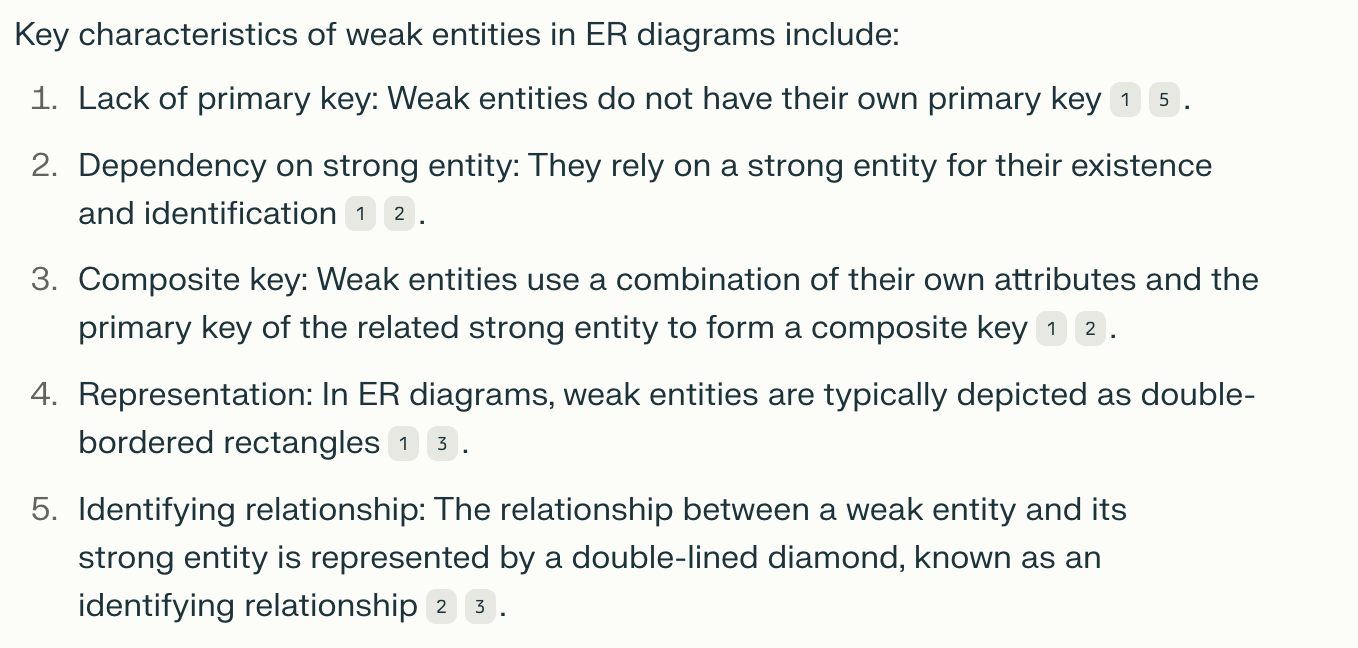 Key characteristics of weak entities in ER diagrams include:
1. Lack of primary key: Weak entities do not have their own primary key 1 5 .
2. Dependency on strong entity: They rely on a strong entity for their existence
and identification 1 2 .
3. Composite key: Weak entities use a combination of their own attributes and the
primary key of the related strong entity to form a composite key 1 2 .
4. Representation: In ER diagrams, weak entities are typically depicted as double-
bordered rectangles 1 3 .
5. Identifying relationship: The relationship between a weak entity and its
strong entity is represented by a double-lined diamond, known as an
identifying relationship 2 3 .